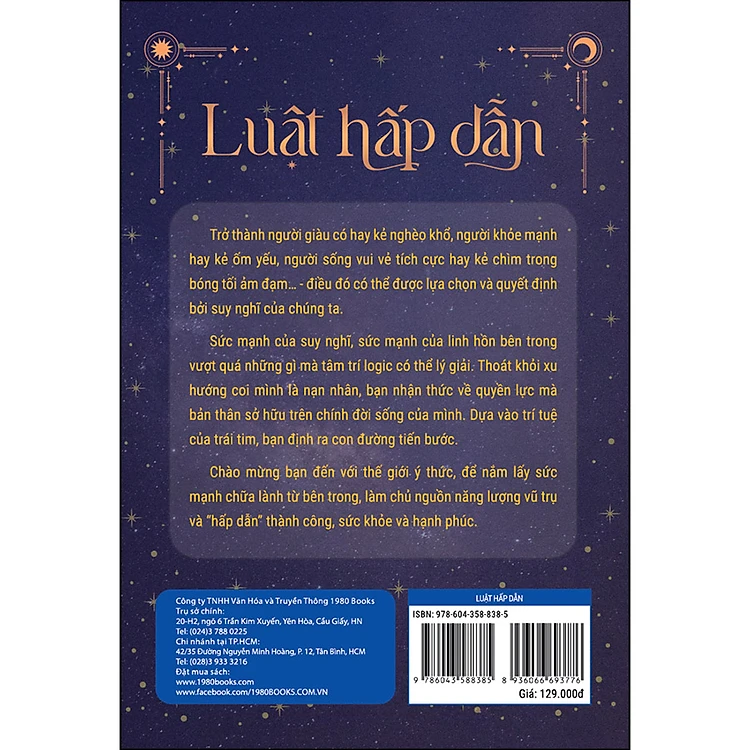 Luật hấp dẫn
Trở thành người giàu có hay kẻ nghèo khổ, người khỏe mạnh
hay kẻ ốm yếu, người sống vui vẻ tích cực hay kẻ chìm trong
bóng tối ảm đạm... - điều đó có thể được lựa chọn và quyết định
bởi suy nghĩ của chúng ta.
Sức mạnh của suy nghĩ, sức mạnh của linh hồn bên trong
vượt quá những gì mà tâm trí logic có thể lý giải. Thoát khỏi xu
hướng coi mình là nạn nhân, bạn nhận thức về quyền lực mà
bản thân sở hữu trên chính đời sống của mình. Dựa vào trí tuệ
của trái tim, bạn định ra con đường tiến bước.
Chào mừng bạn đến với thế giới ý thức, để nắm lấy sức
mạnh chữa lành từ bên trong, làm chủ nguồn năng lượng vũ trụ
và "hấp dẫn" thành công, sức khỏe và hạnh phúc.
Công ty TNHH Văn Hóa và Truyền Thông 1980 Books
Trụ sở chính:
20-H2, ngõ 6 Trần Kim Xuyến, Yên Hòa, Cầu Giấy, HN
Tel: (024)3 788 0225
Chi nhánh tại TP.HCM:
42/35 Đường Nguyễn Minh Hoàng, P. 12, Tân Bình, HCM
Tel: (028)3 933 3216
Đặt mua sách:
www.1980books.com
www.facebook.com/1980BOOKS.COM.VN
LUẬT HẤP DẪN
ISBN: 978-604-358-838-5
9 786043 588385
8 936066 693776
Giá: 129.000đ